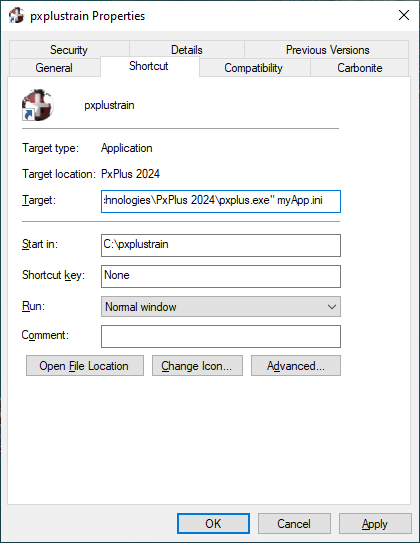 pxplustrain Properties
Security Details Previous Versions
General Shortcut Compatibility Carbonite
pxplustrain
Target type: Application
Target location: PxPlus 2024
Target: hnologies\PxPlus 2024\pxplus.exe" myApp.ini
Start in: C:\pxplustrain
Shortcut key: None
Run: Normal window
Comment:
Open File Location Change Icon... Advanced...
OK Cancel Apply